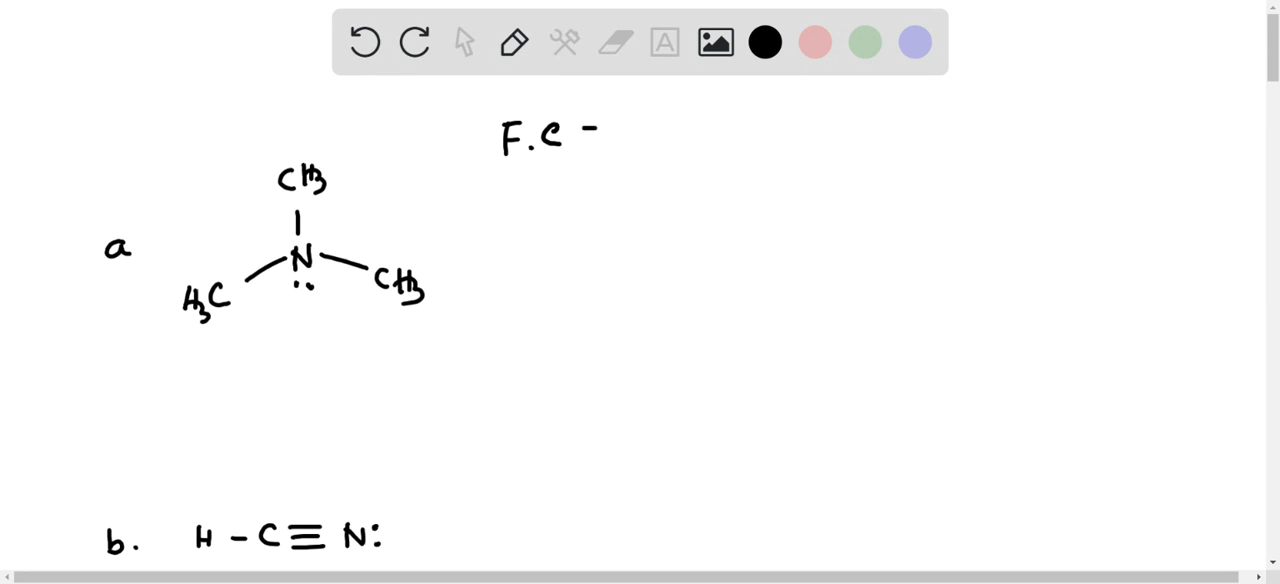 F.C -
CH3
a
N
H3C
CH3
b. H - C ≡ N: